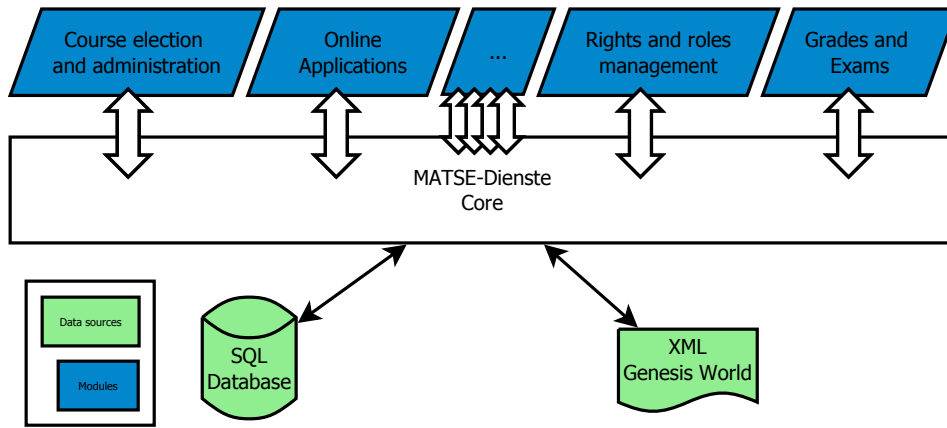 Course election
and administration
Online
Applications
...
Rights and roles
management
Grades and
Exams
MATSE-Dienste
Core
Data sources
Modules
SQL
Database
XML
Genesis World